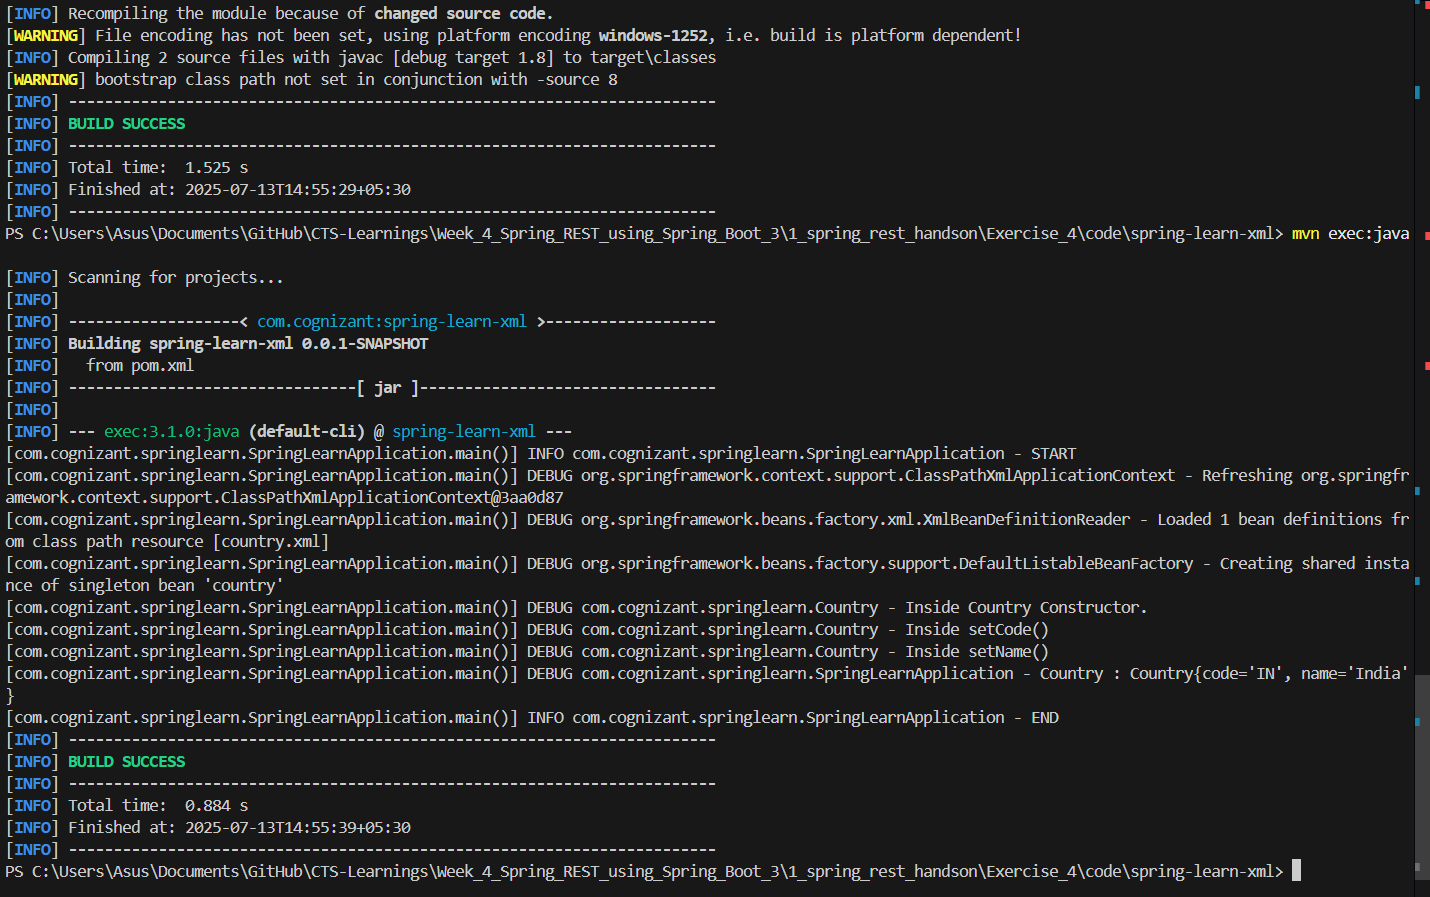 [INFO] Recompiling the module because of changed source code.
[WARNING] File encoding has not been set, using platform encoding windows-1252, i.e. build is platform dependent!
[INFO] Compiling 2 source files with javac [debug target 1.8] to target\classes
[WARNING] bootstrap class path not set in conjunction with -source 8
[INFO] ------------------------------------------------------------------------
[INFO] BUILD SUCCESS
[INFO] ------------------------------------------------------------------------
[INFO] Total time:  1.525 s
[INFO] Finished at: 2025-07-13T14:55:29+05:30
[INFO] ------------------------------------------------------------------------
PS C:\Users\Asus\Documents\GitHub\CTS-Learnings\Week_4_Spring_REST_using_Spring_Boot_3\1_spring_rest_handson\Exercise_4\code\spring-learn-xml> mvn exec:java
[INFO] Scanning for projects...
[INFO]
[INFO] -------------------< com.cognizant:spring-learn-xml >-------------------
[INFO] Building spring-learn-xml 0.0.1-SNAPSHOT
[INFO]   from pom.xml
[INFO] --------------------------------[ jar ]---------------------------------
[INFO]
[INFO] --- exec:3.1.0:java (default-cli) @ spring-learn-xml ---
[com.cognizant.springlearn.SpringLearnApplication.main()] INFO com.cognizant.springlearn.SpringLearnApplication - START
[com.cognizant.springlearn.SpringLearnApplication.main()] DEBUG org.springframework.context.support.ClassPathXmlApplicationContext - Refreshing org.springfr
amework.context.support.ClassPathXmlApplicationContext@3aa0d87
[com.cognizant.springlearn.SpringLearnApplication.main()] DEBUG org.springframework.beans.factory.xml.XmlBeanDefinitionReader - Loaded 1 bean definitions fr
om class path resource [country.xml]
[com.cognizant.springlearn.SpringLearnApplication.main()] DEBUG org.springframework.beans.factory.support.DefaultListableBeanFactory - Creating shared insta
nce of singleton bean 'country'
[com.cognizant.springlearn.SpringLearnApplication.main()] DEBUG com.cognizant.springlearn.Country - Inside Country Constructor.
[com.cognizant.springlearn.SpringLearnApplication.main()] DEBUG com.cognizant.springlearn.Country - Inside setCode()
[com.cognizant.springlearn.SpringLearnApplication.main()] DEBUG com.cognizant.springlearn.Country - Inside setName()
[com.cognizant.springlearn.SpringLearnApplication.main()] DEBUG com.cognizant.springlearn.SpringLearnApplication - Country : Country{code='IN', name='India'
}
[com.cognizant.springlearn.SpringLearnApplication.main()] INFO com.cognizant.springlearn.SpringLearnApplication - END
[INFO] ------------------------------------------------------------------------
[INFO] BUILD SUCCESS
[INFO] ------------------------------------------------------------------------
[INFO] Total time:  0.884 s
[INFO] Finished at: 2025-07-13T14:55:39+05:30
[INFO] ------------------------------------------------------------------------
PS C:\Users\Asus\Documents\GitHub\CTS-Learnings\Week_4_Spring_REST_using_Spring_Boot_3\1_spring_rest_handson\Exercise_4\code\spring-learn-xml>